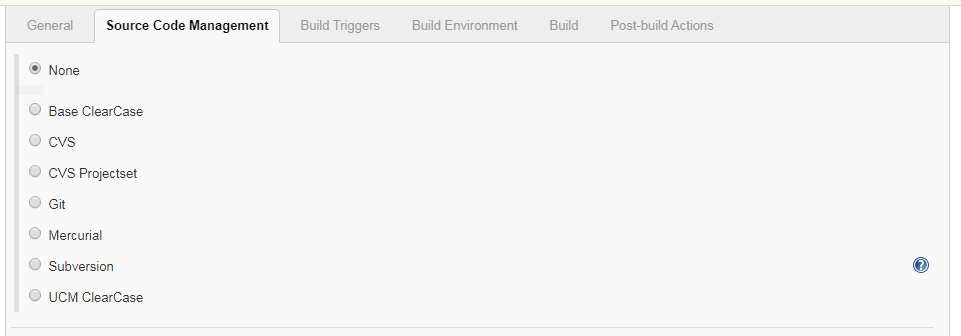 General Source Code Management Build Triggers Build Environment Build Post-build Actions
None
Base ClearCase
CVS
CVS Projectset
Git
Mercurial
Subversion ?
UCM ClearCase